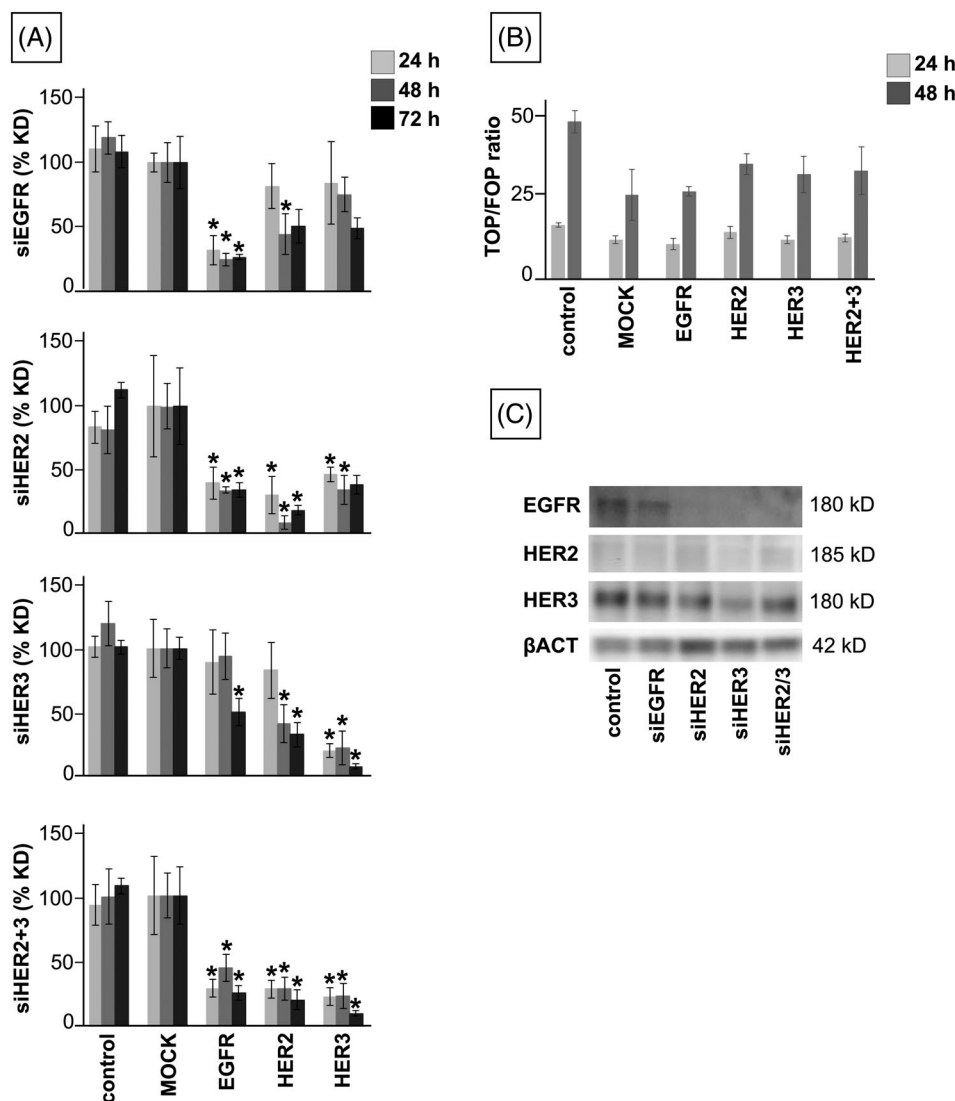 (A)
24 h
48 h
72 h
150
100
50
0
siEGFR (% KD)
* * *
*
150
100
50
0
siHER2 (% KD)
* * *
* * *
* *
150
100
50
0
siHER3 (% KD)
*
* *
* * *
150
100
50
0
siHER2+3 (% KD)
* * *
* * *
* * *
control
MOCK
EGFR
HER2
HER3
(B)
24 h
48 h
50
25
0
TOP/FOP ratio
control
MOCK
EGFR
HER2
HER3
HER2+3
(C)
EGFR 180 kD
HER2 185 kD
HER3 180 kD
βACT 42 kD
control
siEGFR
siHER2
siHER3
siHER2/3